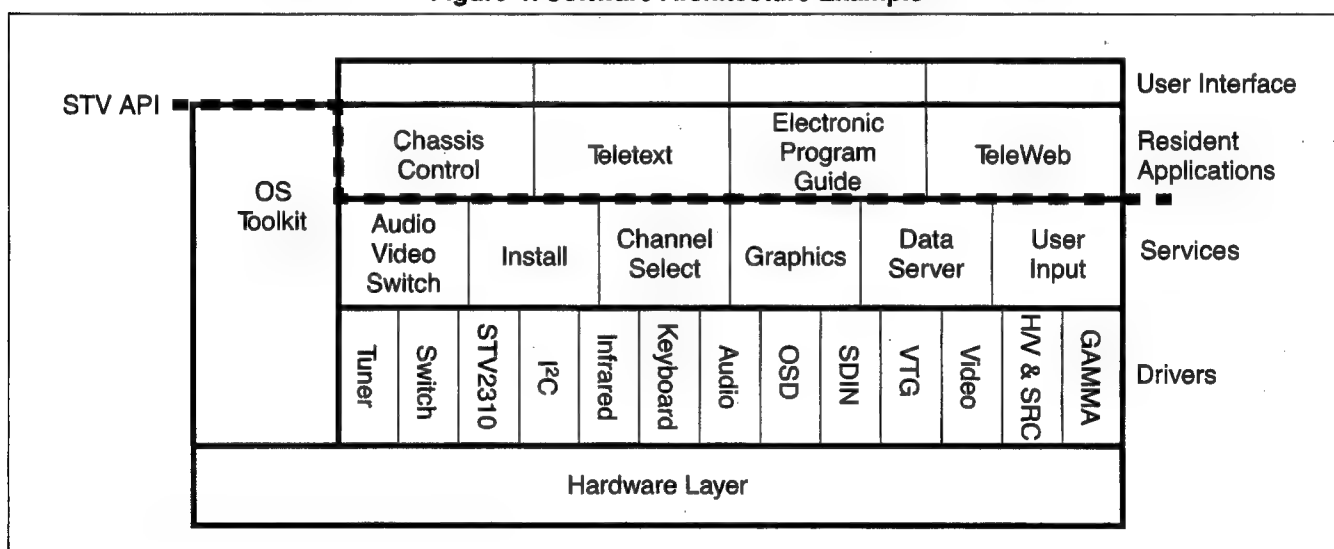 User Interface
STV API
Chassis
Control
Teletext
Electronic
Program
Guide
TeleWeb
Resident
Applications
OS
Toolkit
Audio
Video
Switch
Install
Channel
Select
Graphics
Data
Server
User
Input
Services
Tuner
Switch
STV2310
I²C
Infrared
Keyboard
Audio
OSD
SDIN
VTG
Video
H/V & SRC
GAMMA
Drivers
Hardware Layer